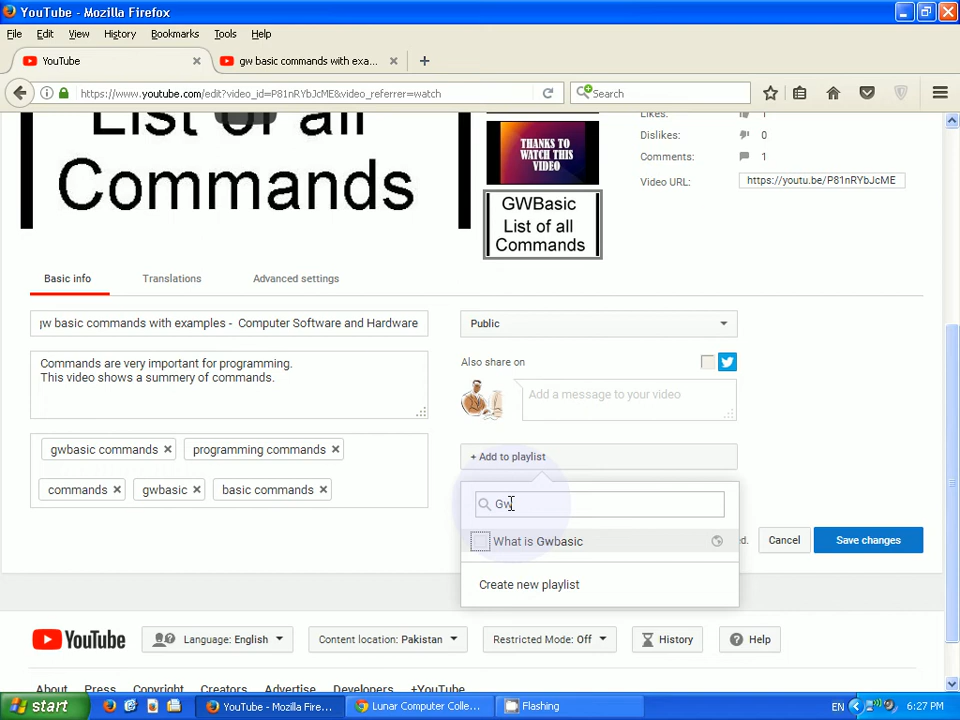 YouTube - Mozilla Firefox
File Edit View History Bookmarks Tools Help
YouTube
gw basic commands with exa...
https://www.youtube.com/edit?video_id=P81nRYbJcME&video_referrer=watch
Search
List of all
Commands
THANKS TO
WATCH THIS
VIDEO
GWBasic
List of all
Commands
Likes: 1
Dislikes: 0
Comments: 1
Video URL: https://youtu.be/P81nRYbJcME
Basic info Translations Advanced settings
gw basic commands with examples - Computer Software and Hardware
Public
Commands are very important for programming.
This video shows a summery of commands.
Also share on
Add a message to your video
gwbasic commands × programming commands ×
commands × gwbasic × basic commands ×
+ Add to playlist
Gw
What is Gwbasic
Create new playlist
d.
Cancel
Save changes
YouTube
Language: English
Content location: Pakistan
Restricted Mode: Off
History
Help
About Press Copyright Creators Advertise Developers +YouTube
start
YouTube - Mozilla Fire...
Lunar Computer Colle...
Flashing
EN
6:27 PM